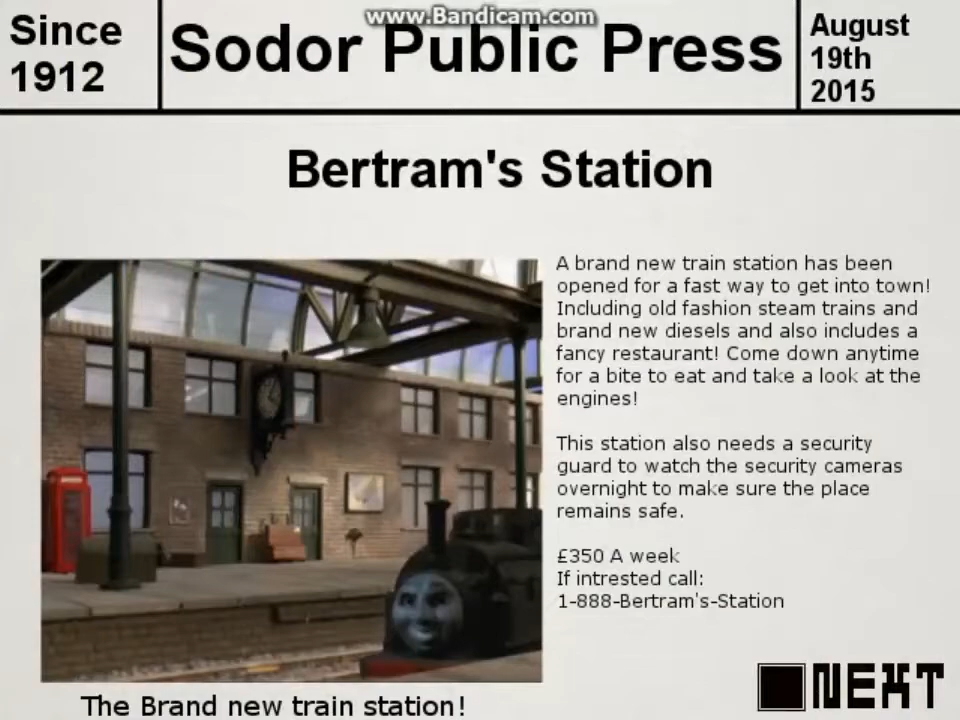 www.Bandicam.com
Since
1912
Sodor Public Press
August
19th
2015
Bertram's Station
A brand new train station has been
opened for a fast way to get into town!
Including old fashion steam trains and
brand new diesels and also includes a
fancy restaurant! Come down anytime
for a bite to eat and take a look at the
engines!
This station also needs a security
guard to watch the security cameras
overnight to make sure the place
remains safe.
£350 A week
If intrested call:
1-888-Bertram's-Station
The Brand new train station!
NEXT